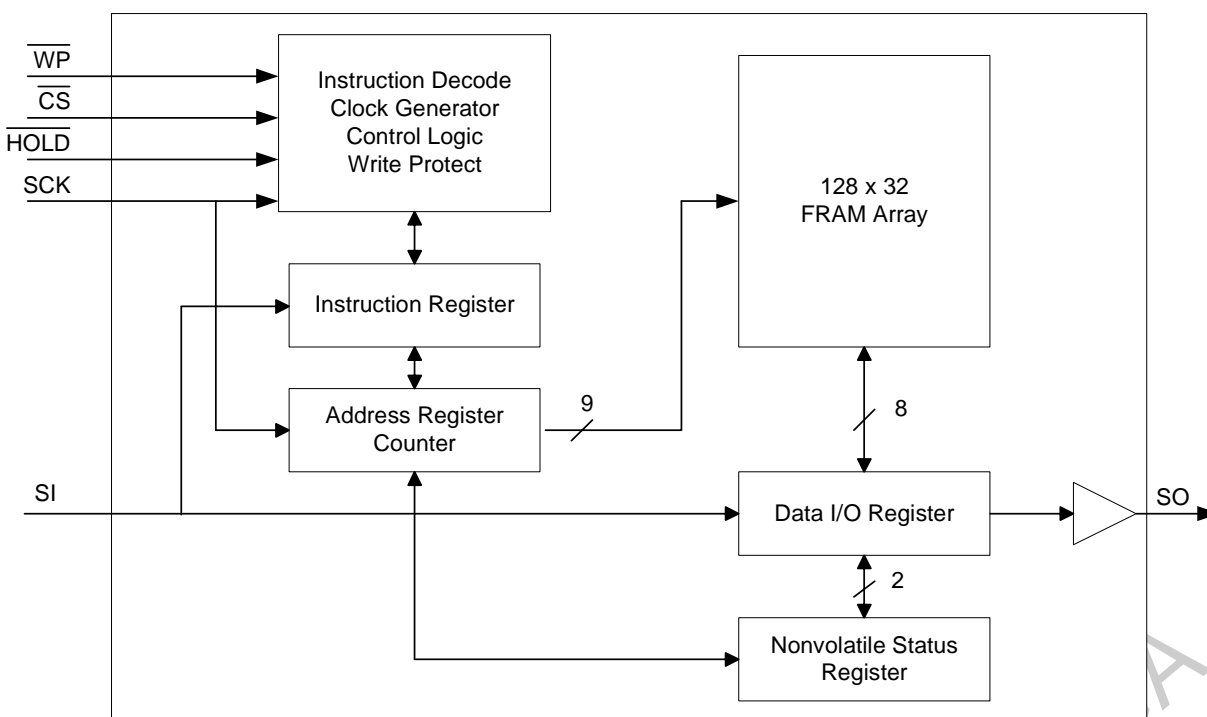 WP
CS
HOLD
SCK
Instruction Decode
Clock Generator
Control Logic
Write Protect
128 x 32
FRAM Array
Instruction Register
Address Register
Counter
9
8
SI
Data I/O Register
SO
2
Nonvolatile Status
Register
A